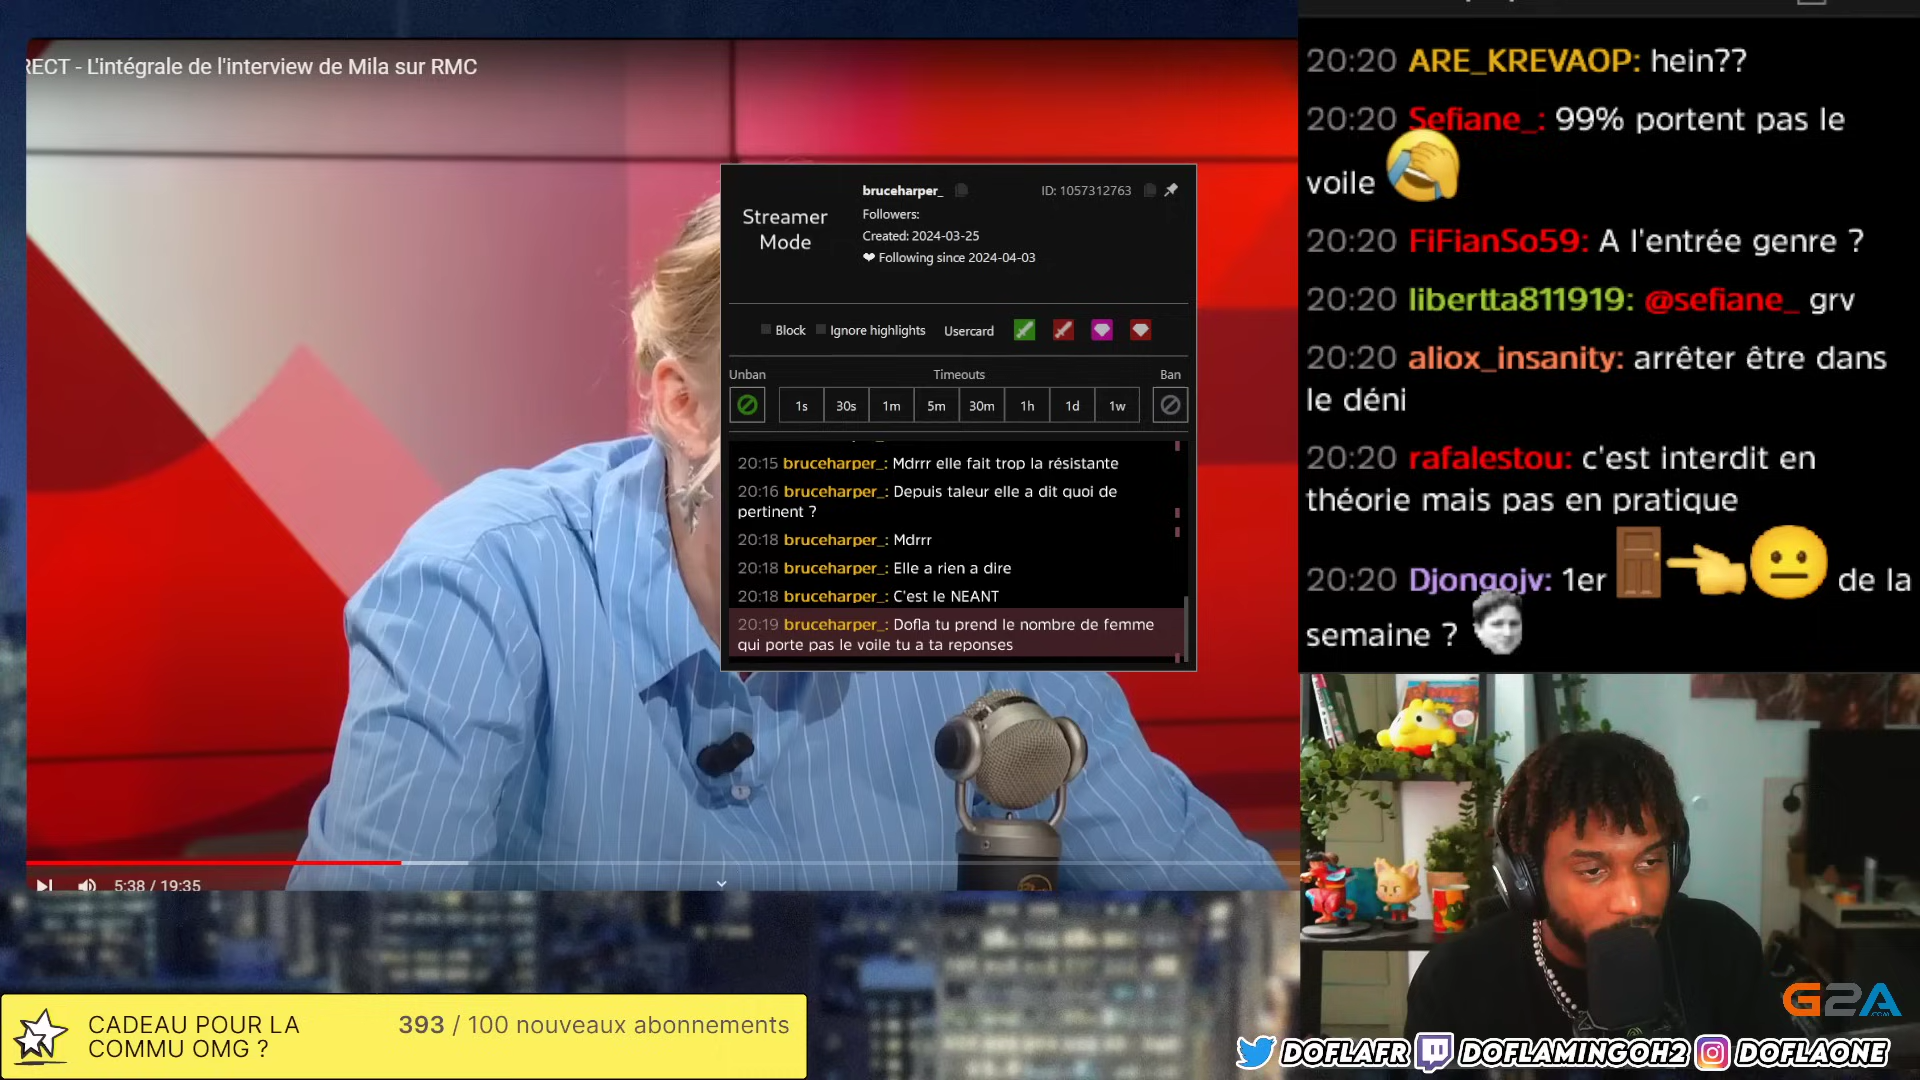 RECT - L'intégrale de l'interview de Mila sur RMC
5:38 / 19:35
Streamer
Mode
bruceharper_
ID: 1057312763
Followers:
Created: 2024-03-25
❤ Following since 2024-04-03
Block
Ignore highlights
Usercard
Unban
Timeouts
Ban
1s 30s 1m 5m 30m 1h 1d 1w
20:15 bruceharper_: Mdrrr elle fait trop la résistante
20:16 bruceharper_: Depuis taleur elle a dit quoi de
pertinent ?
20:18 bruceharper_: Mdrrr
20:18 bruceharper_: Elle a rien a dire
20:18 bruceharper_: C'est le NEANT
20:19 bruceharper_: Dofla tu prend le nombre de femme
qui porte pas le voile tu a ta reponses
20:20 ARE_KREVAOP: hein??
20:20 Sefiane_: 99% portent pas le
voile 🤦
20:20 FiFianSo59: A l'entrée genre ?
20:20 libertta811919: @sefiane_ grv
20:20 aliox_insanity: arrêter être dans
le déni
20:20 rafalestou: c'est interdit en
théorie mais pas en pratique
20:20 Djongojv: 1er 🚪👈😐 de la
semaine ?
CADEAU POUR LA
COMMU OMG ?
393 / 100 nouveaux abonnements
G2A
.COM
DOFLAFR DOFLAMINGOH2 DOFLAONE